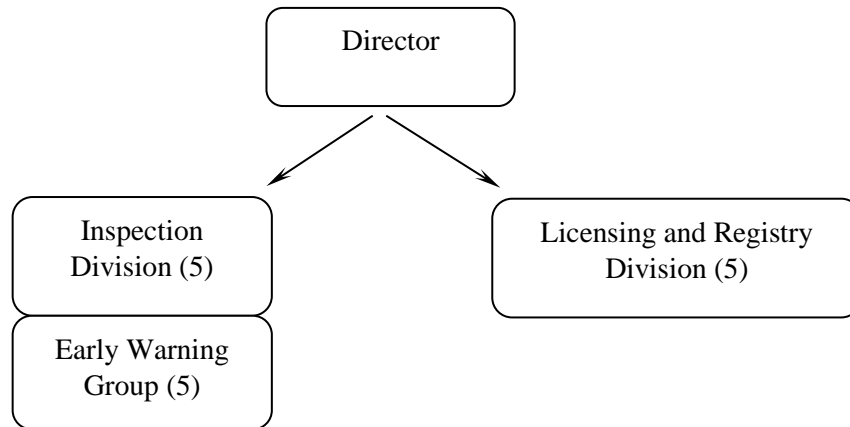 Director
Inspection
Division (5)
Licensing and Registry
Division (5)
Early Warning
Group (5)